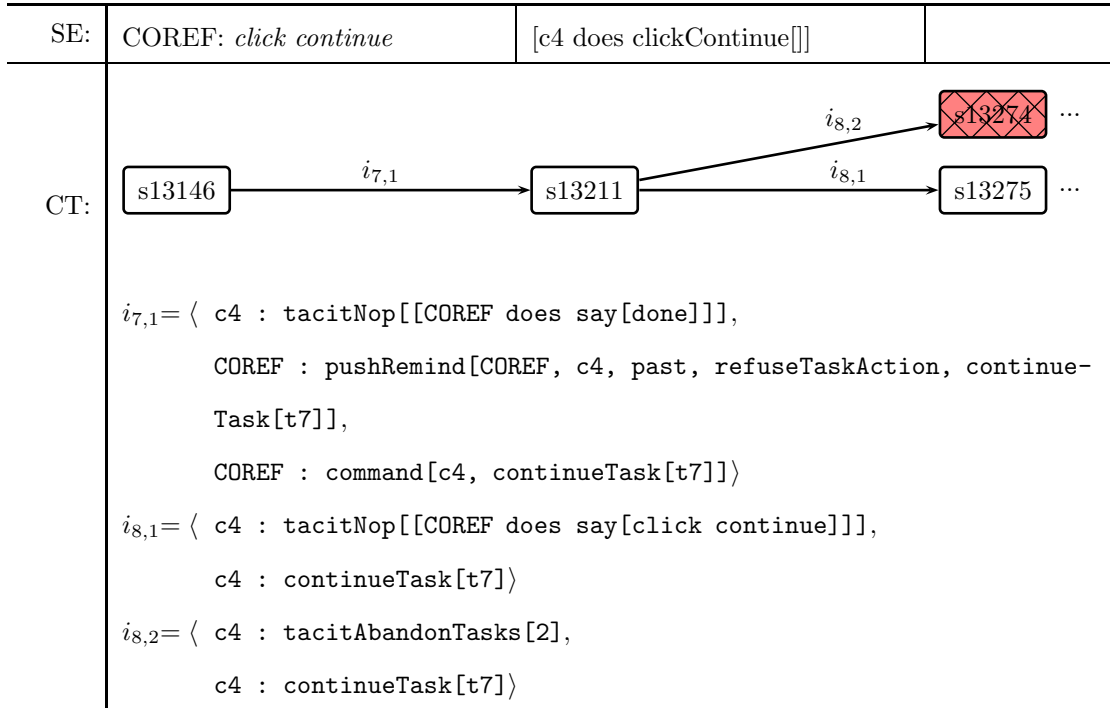 SE: COREF: click continue [c4 does clickContinue[]]
s13274 ...
i8,2
i7,1 i8,1
CT: s13146 s13211 s13275 ...
i7,1=⟨ c4 : tacitNop[[COREF does say[done]]],
COREF : pushRemind[COREF, c4, past, refuseTaskAction, continue-
Task[t7]],
COREF : command[c4, continueTask[t7]]⟩
i8,1=⟨ c4 : tacitNop[[COREF does say[click continue]]],
c4 : continueTask[t7]⟩
i8,2=⟨ c4 : tacitAbandonTasks[2],
c4 : continueTask[t7]⟩